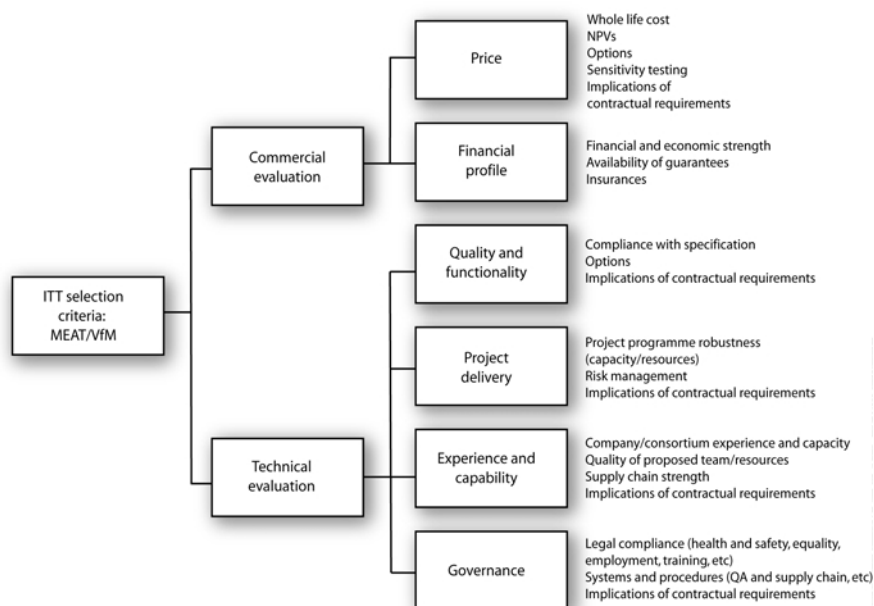 ITT selection
criteria:
MEAT/VfM
Commercial
evaluation
Technical
evaluation
Price
Whole life cost
NPVs
Options
Sensitivity testing
Implications of
contractual requirements
Financial
profile
Financial and economic strength
Availability of guarantees
Insurances
Quality and
functionality
Compliance with specification
Options
Implications of contractual requirements
Project
delivery
Project programme robustness
(capacity/resources)
Risk management
Implications of contractual requirements
Experience and
capability
Company/consortium experience and capacity
Quality of proposed team/resources
Supply chain strength
Implications of contractual requirements
Governance
Legal compliance (health and safety, equality,
employment, training, etc)
Systems and procedures (QA and supply chain, etc)
Implications of contractual requirements